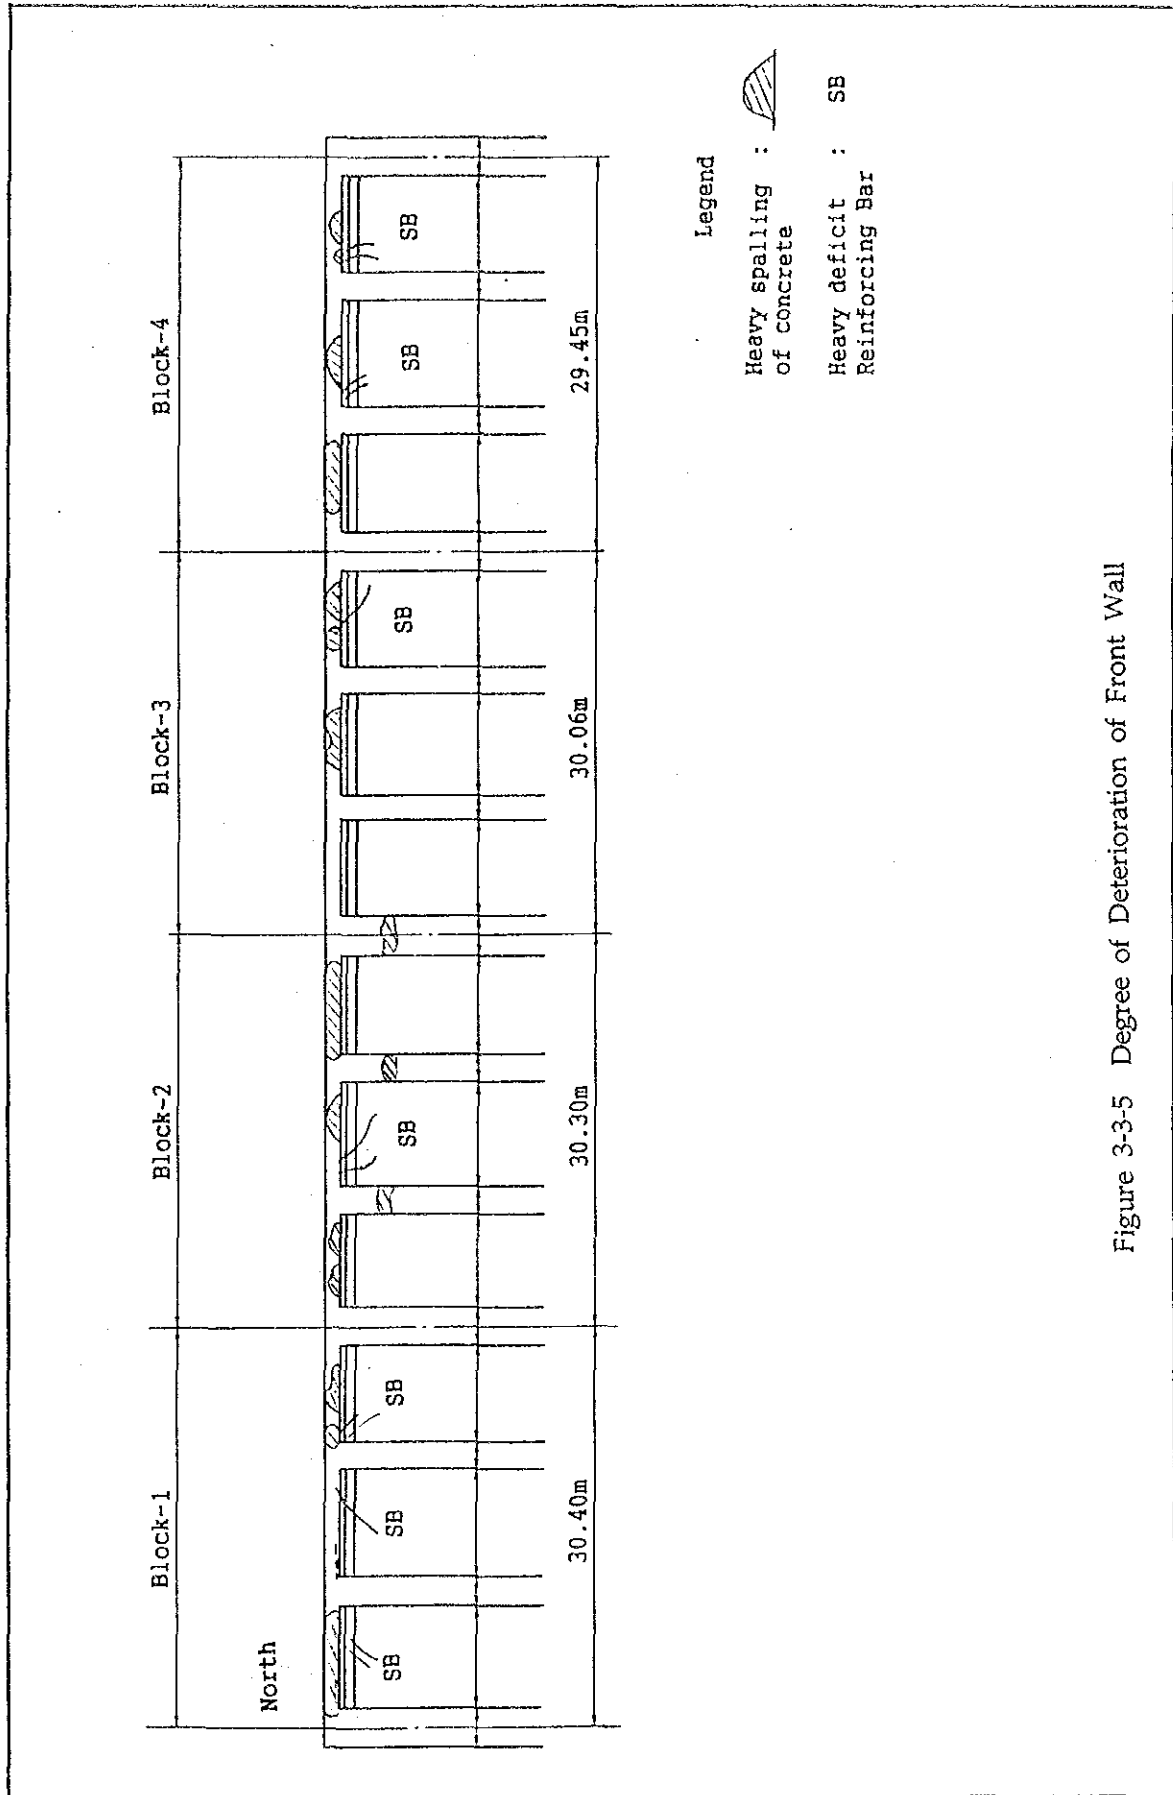 Block-1
Block-2
Block-3
Block-4
North
SB
SB
SB
SB
SB
SB
SB
30.40m
30.30m
30.06m
29.45m
Legend
Heavy spalling :
of concrete
Heavy deficit : SB
Reinforcing Bar
Figure 3-3-5 Degree of Deterioration of Front Wall